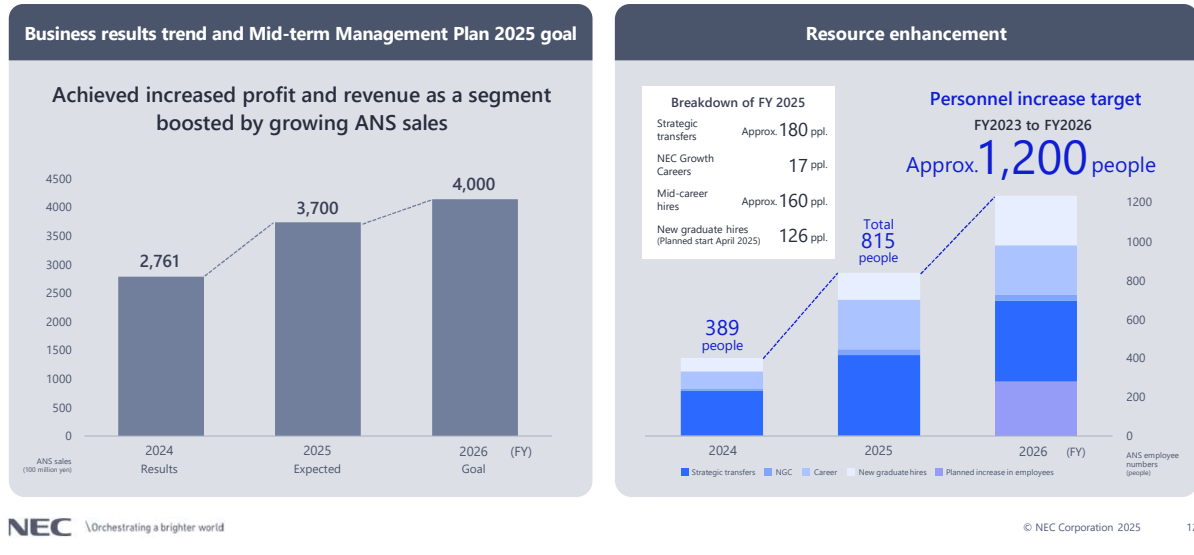 Business results trend and Mid-term Management Plan 2025 goal
Achieved increased profit and revenue as a segment
boosted by growing ANS sales
4500
4000
3500
3000
2500
2000
1500
1000
500
0
2,761
3,700
4,000
2024
Results
2025
Expected
2026
Goal
(FY)
ANS sales
(100 million yen)
Resource enhancement
Breakdown of FY 2025
Strategic
transfers
Approx.180 ppl.
NEC Growth
Careers
17 ppl.
Mid-career
hires
Approx.160 ppl.
New graduate hires
(Planned start April 2025)
126 ppl.
Personnel increase target
FY2023 to FY2026
Approx.1,200 people
389
people
Total
815
people
1200
1000
800
600
400
200
0
2024
2025
2026
(FY)
ANS employee
numbers
(people)
Strategic transfers
NGC
Career
New graduate hires
Planned increase in employees
NEC
\Orchestrating a brighter world
© NEC Corporation 2025